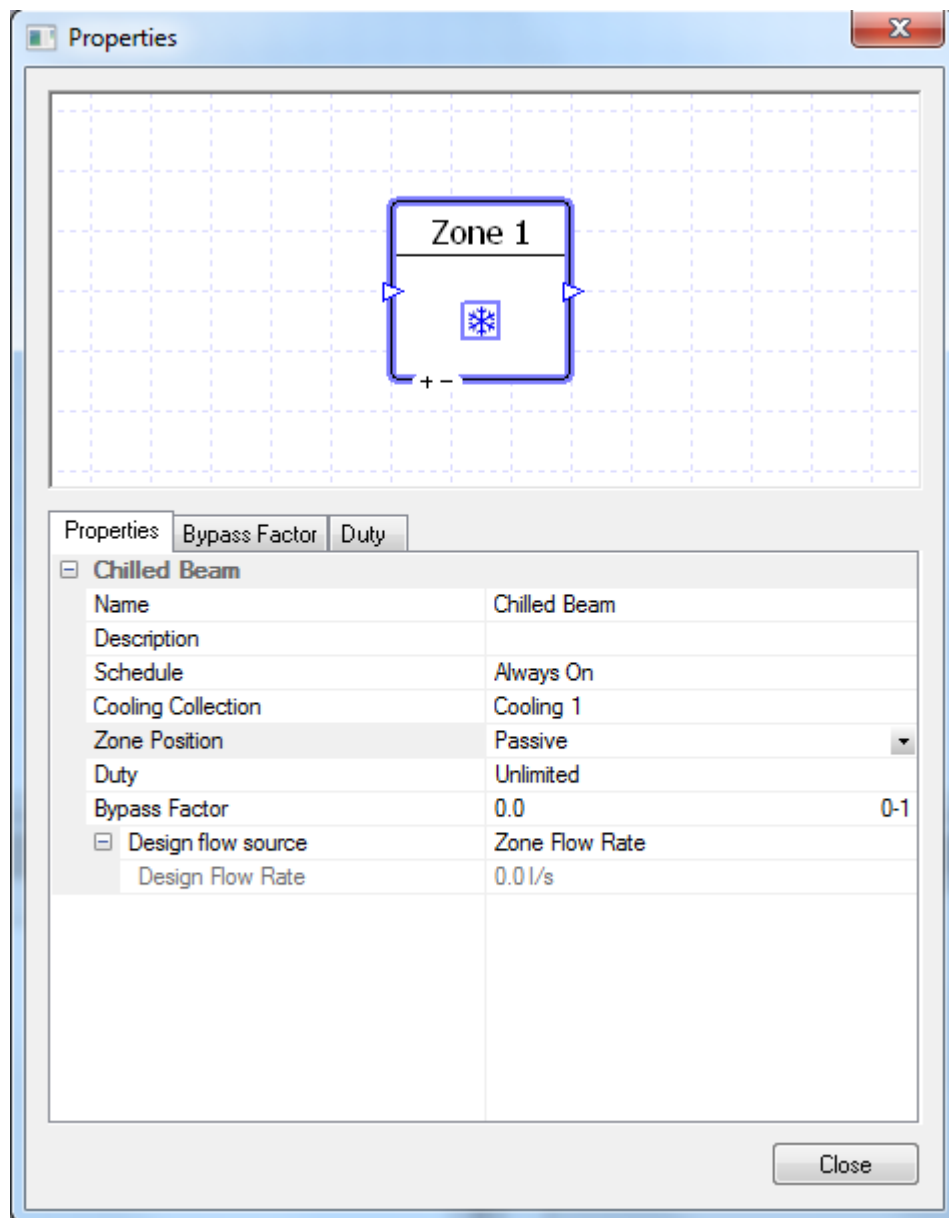 Properties
Zone 1
+ −
Properties Bypass Factor Duty
Chilled Beam
Name Chilled Beam
Description
Schedule Always On
Cooling Collection Cooling 1
Zone Position Passive
Duty Unlimited
Bypass Factor 0.0 0-1
Design flow source Zone Flow Rate
Design Flow Rate 0.0 l/s
Close